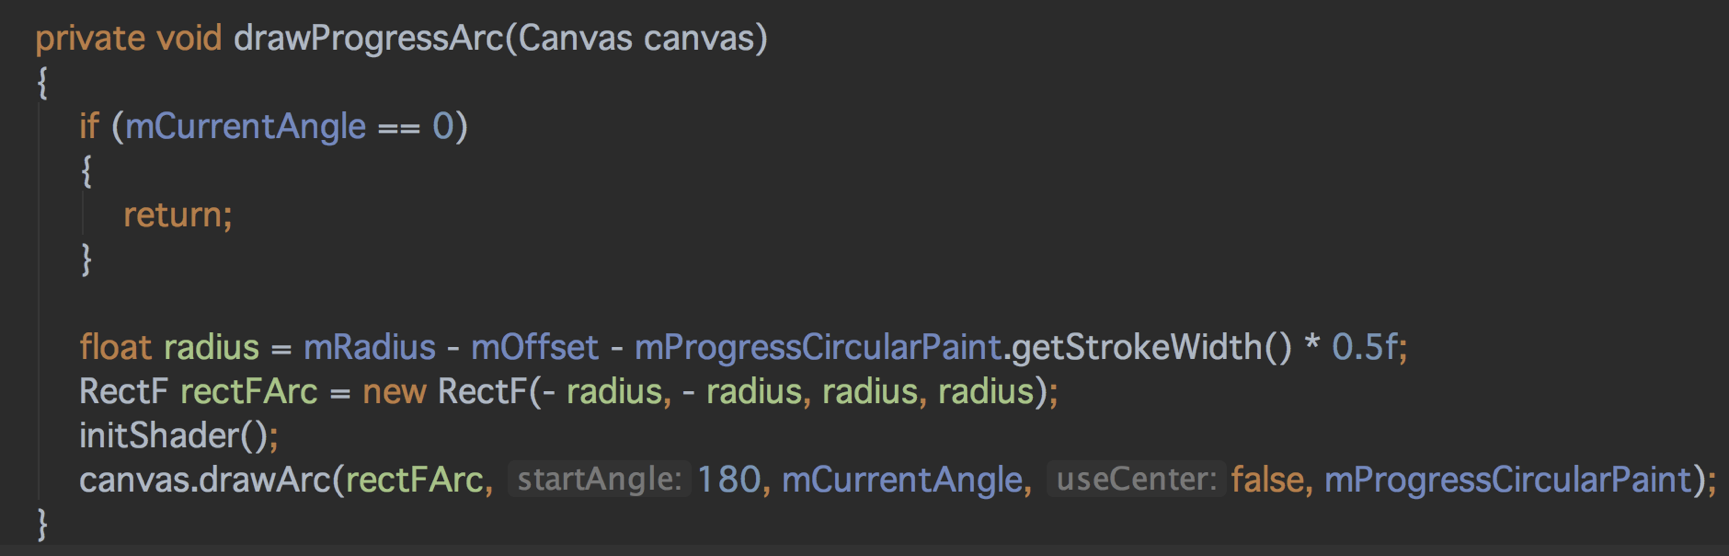 private void drawProgressArc(Canvas canvas)
{
if (mCurrentAngle == 0)
{
return;
}
float radius = mRadius - mOffset - mProgressCircularPaint.getStrokeWidth() * 0.5f;
RectF rectFArc = new RectF(- radius, - radius, radius, radius);
initShader();
canvas.drawArc(rectFArc, startAngle: 180, mCurrentAngle, useCenter: false, mProgressCircularPaint);
}